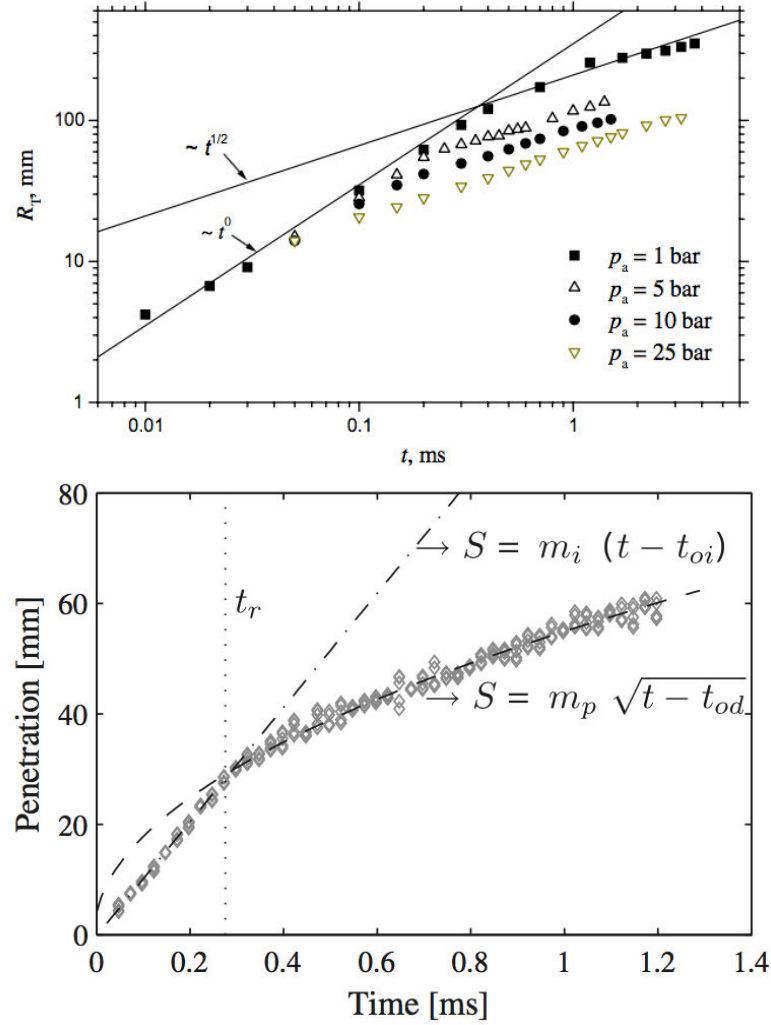 100
10
1
R_T, mm
~ t^1/2
~ t^0
p_a = 1 bar
p_a = 5 bar
p_a = 10 bar
p_a = 25 bar
0.01 0.1 1
t, ms
80
60
40
20
0
Penetration [mm]
t_r
→ S = m_i (t − t_oi)
→ S = m_p √t − t_od
0 0.2 0.4 0.6 0.8 1 1.2 1.4
Time [ms]